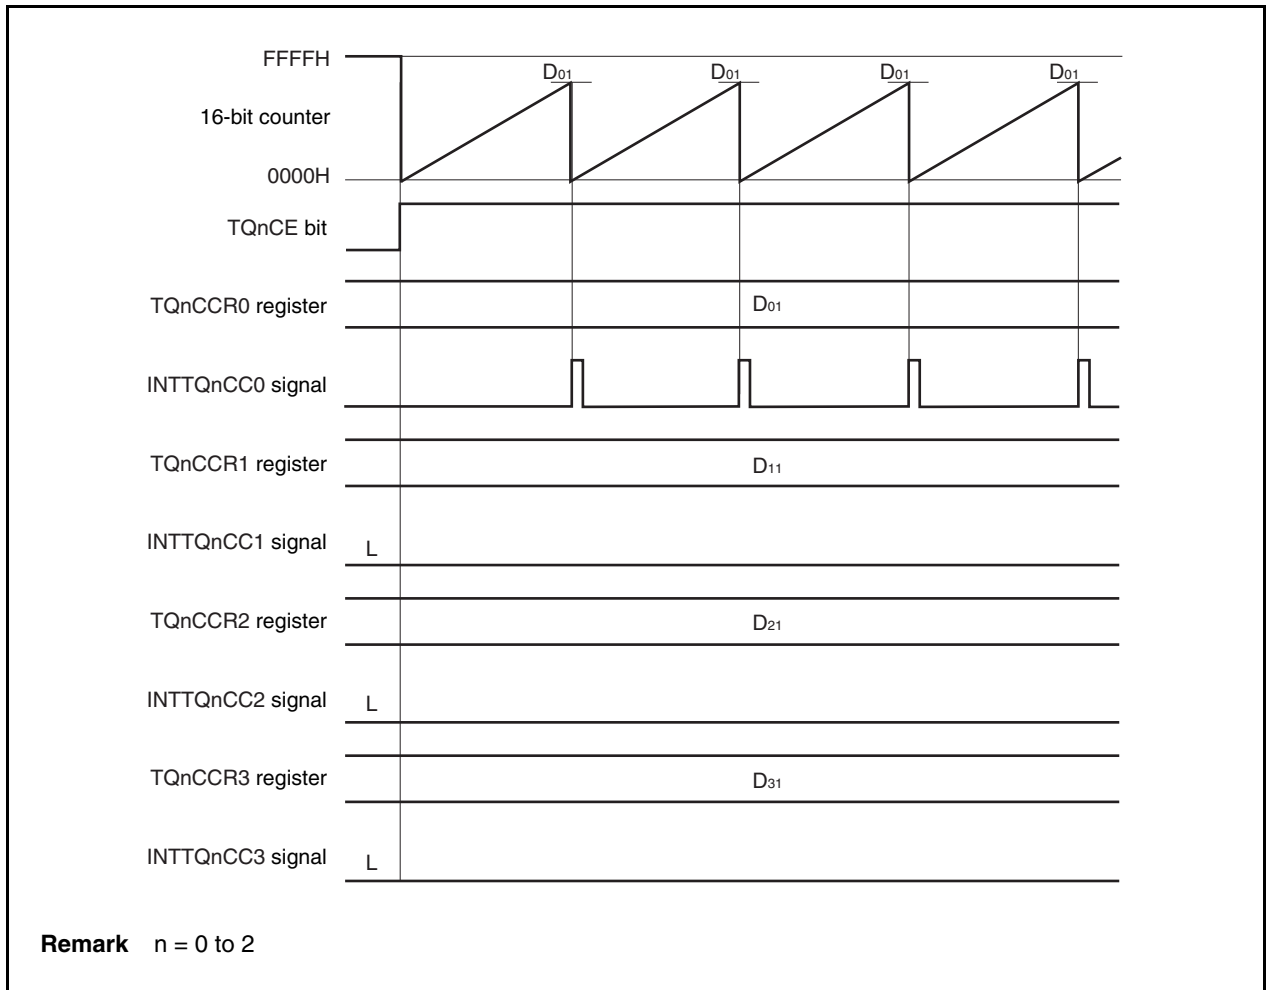 FFFFH
D01 D01 D01 D01
16-bit counter
0000H
TQnCE bit
TQnCCR0 register D01
INTTQnCC0 signal
TQnCCR1 register D11
INTTQnCC1 signal L
TQnCCR2 register D21
INTTQnCC2 signal L
TQnCCR3 register D31
INTTQnCC3 signal L
Remark n = 0 to 2